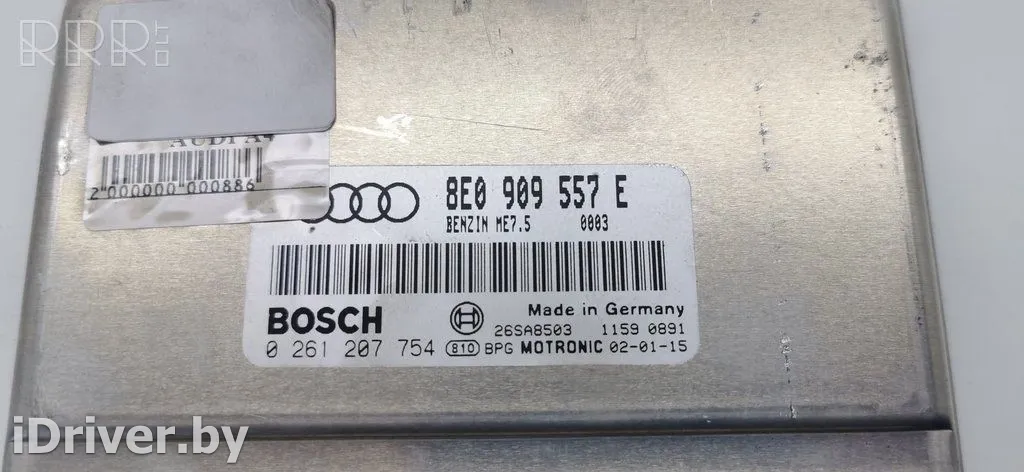 RRR.LT
AUDI A4
2"000000"000886"
8E0 909 557 E
BENZIN ME7.5 0003
BOSCH Made in Germany
26SA8503 1159 0891
0 261 207 754 810 BPG MOTRONIC 02-01-15
iDriver.by